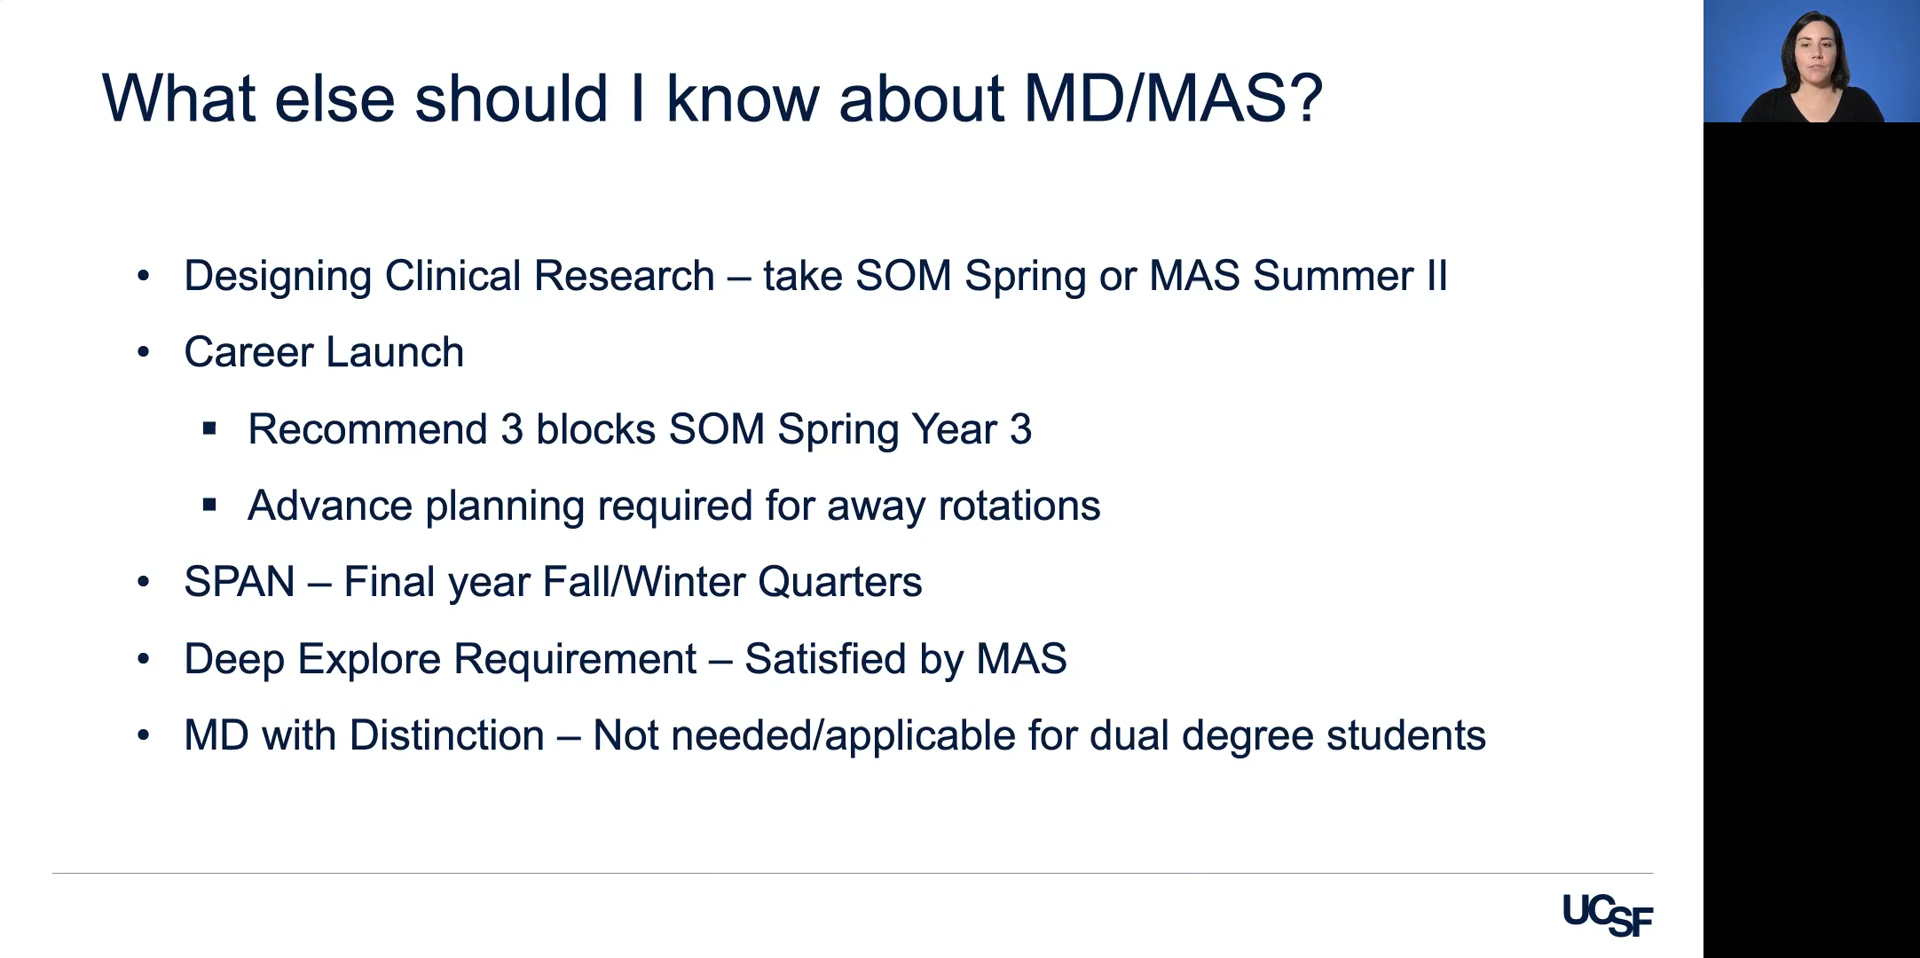 What else should I know about MD/MAS?
• Designing Clinical Research – take SOM Spring or MAS Summer II
• Career Launch
▪ Recommend 3 blocks SOM Spring Year 3
▪ Advance planning required for away rotations
• SPAN – Final year Fall/Winter Quarters
• Deep Explore Requirement – Satisfied by MAS
• MD with Distinction – Not needed/applicable for dual degree students
UCSF